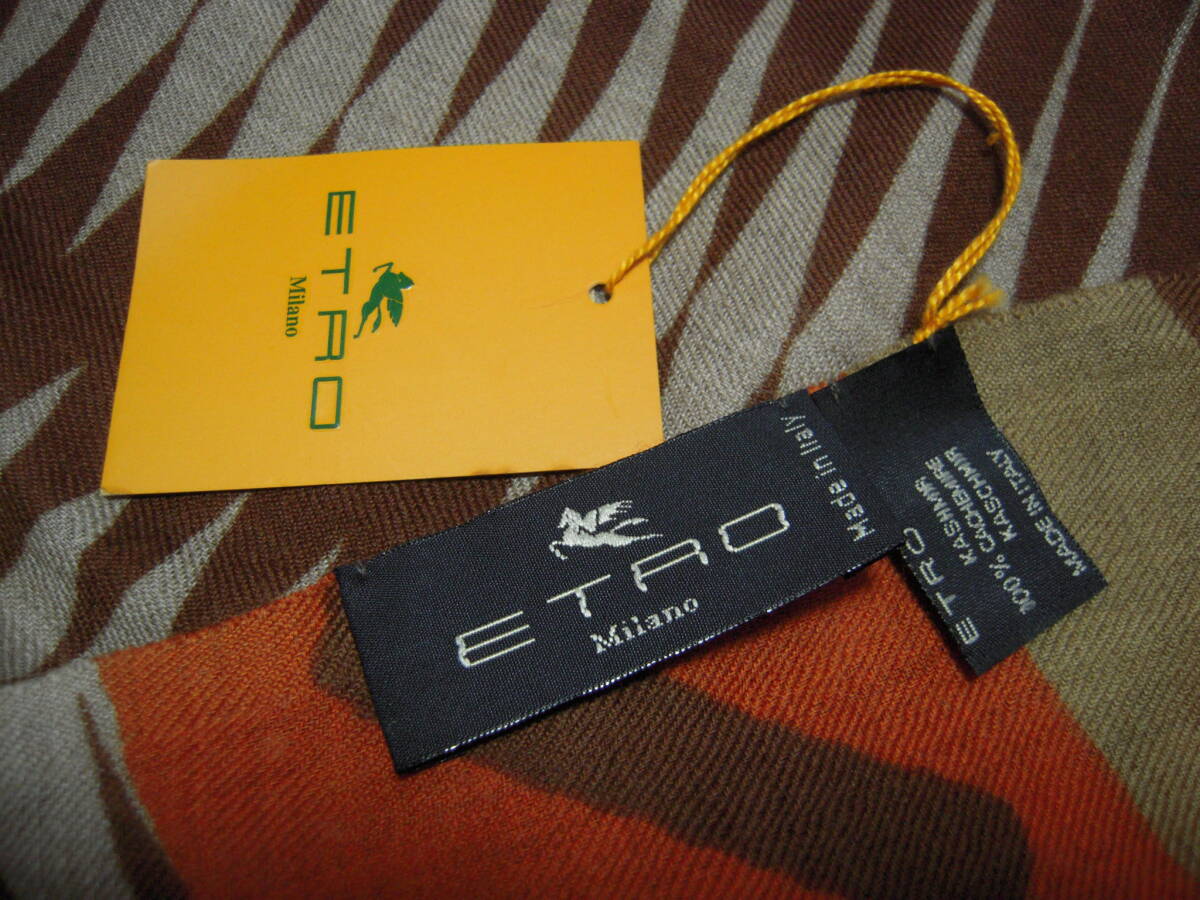 ETRO
Milano
ETRO
Milano
Made in Italy
ETRO
KASHMIR
100% CACHEMIRE
KASCHMIR
MADE IN ITALY